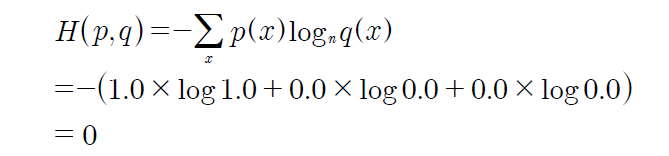 H(p,q)=-∑ₓ p(x)logₙq(x)
=-(1.0×log1.0+0.0×log0.0+0.0×log0.0)
=0